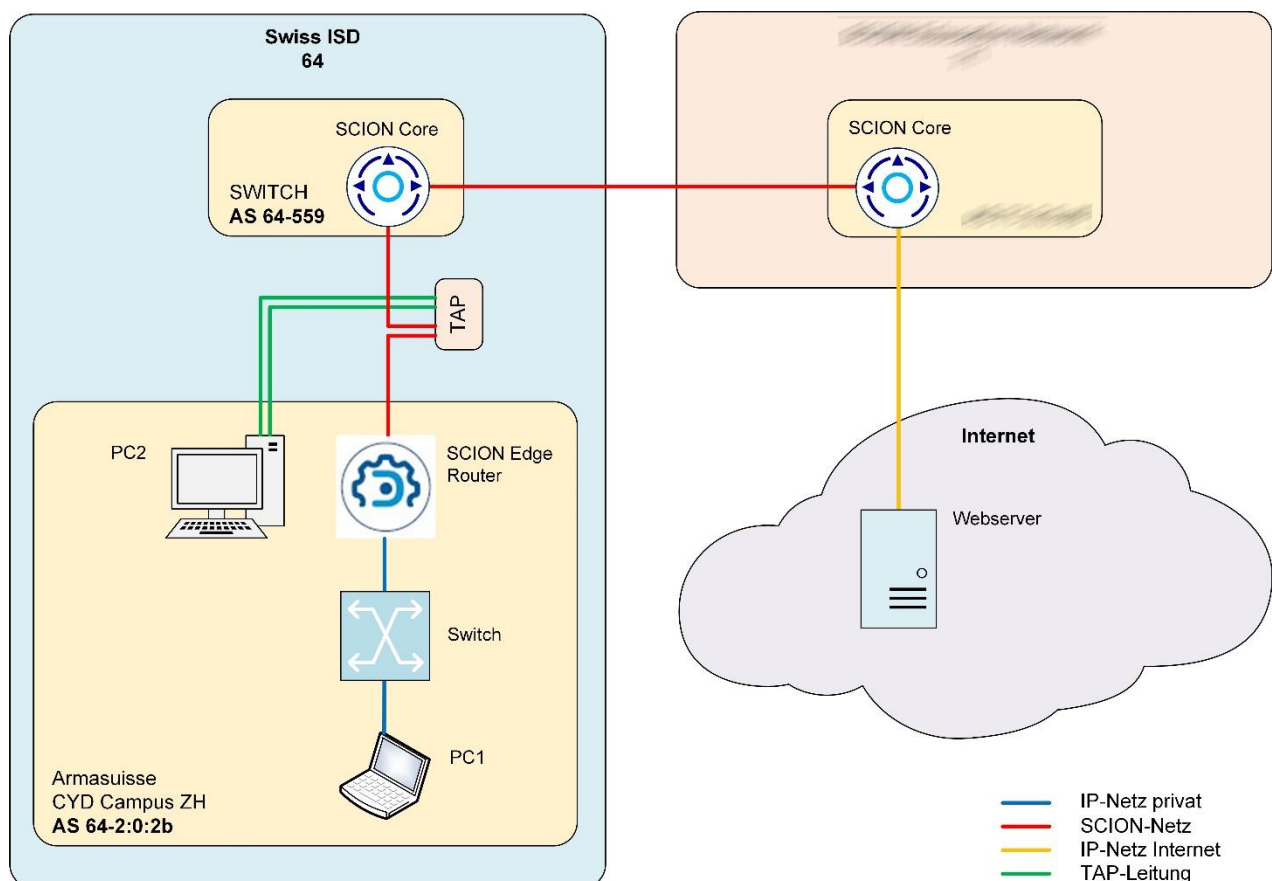 Swiss ISD
64
SCION Core
SWITCH
AS 64-559
TAP
PC2
SCION Edge
Router
Switch
PC1
Armasuisse
CYD Campus ZH
AS 64-2:0:2b
SCION Core
Internet
Webserver
IP-Netz privat
SCION-Netz
IP-Netz Internet
TAP-Leitung